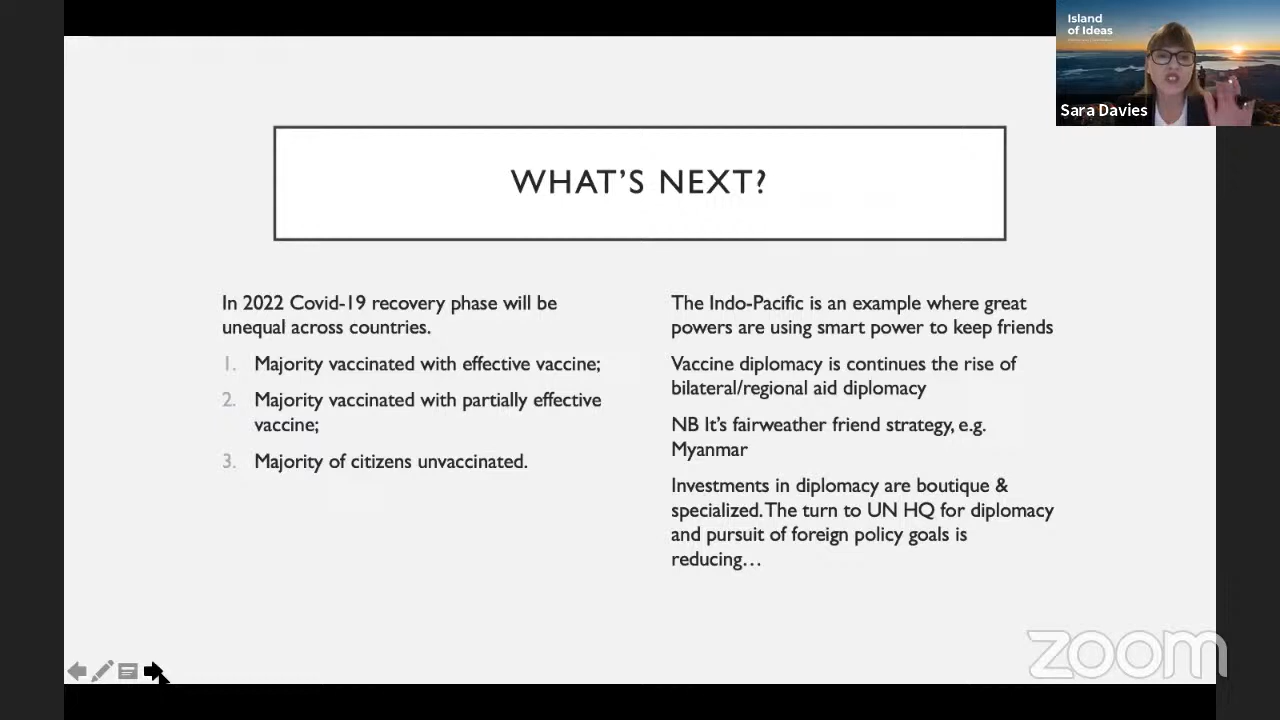 Island
of Ideas
Sara Davies
WHAT'S NEXT?
In 2022 Covid-19 recovery phase will be
unequal across countries.
1. Majority vaccinated with effective vaccine;
2. Majority vaccinated with partially effective
vaccine;
3. Majority of citizens unvaccinated.
The Indo-Pacific is an example where great
powers are using smart power to keep friends
Vaccine diplomacy is continues the rise of
bilateral/regional aid diplomacy
NB It's fairweather friend strategy, e.g.
Myanmar
Investments in diplomacy are boutique &
specialized. The turn to UN HQ for diplomacy
and pursuit of foreign policy goals is
reducing…
zoom